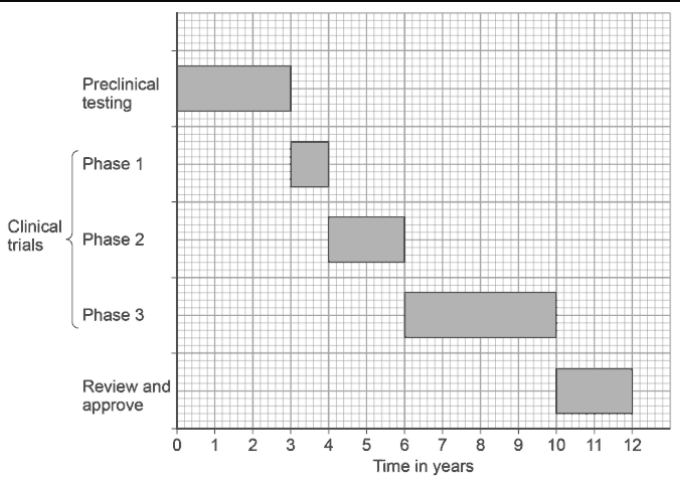 Preclinical
testing
Phase 1
Clinical
trials
Phase 2
Phase 3
Review and
approve
0 1 2 3 4 5 6 7 8 9 10 11 12
Time in years